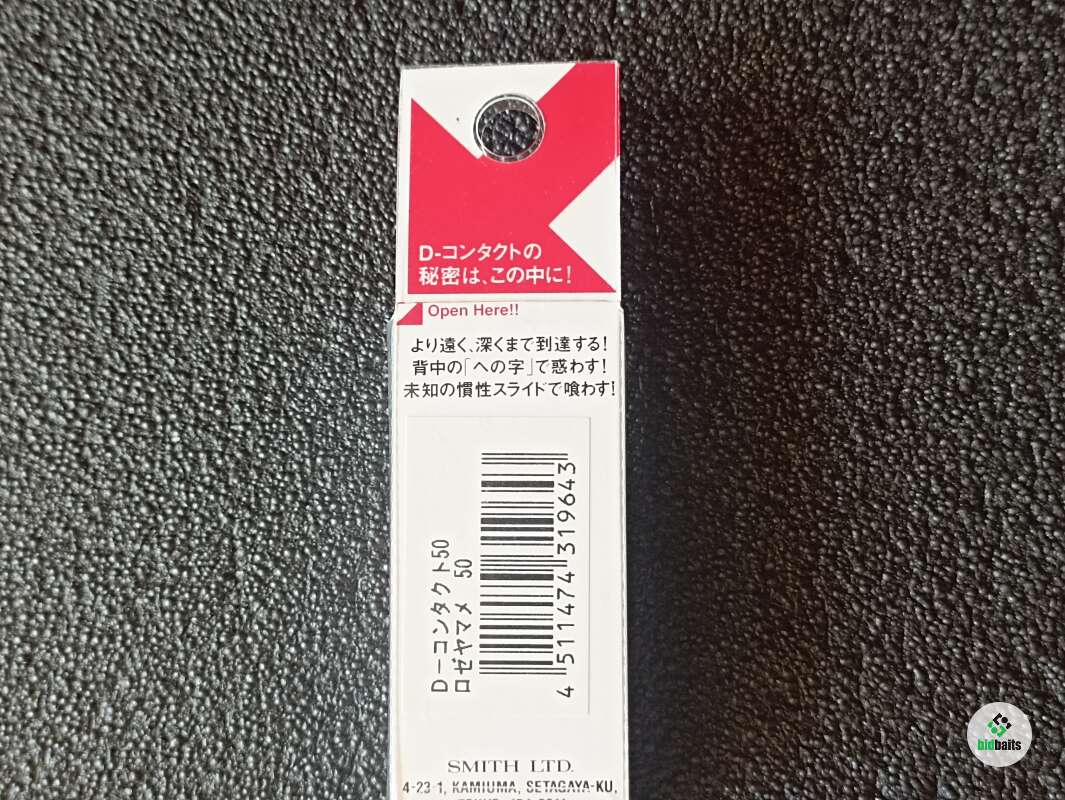 D-コンタクトの
秘密は、この中に!
Open Here!!
より遠く、深くまで到達する!
背中の「への字」で惑わす!
未知の慣性スライドで喰わす!
D-コンタクト50
ロゼヤマメ 50
4 511474 319643
SMITH LTD.
4-23-1, KAMIUMA, SETAGAYA-KU,
bidbaits